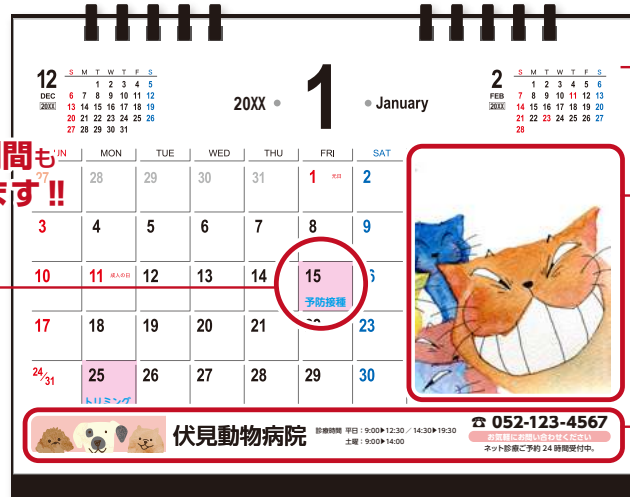 12
DEC
20XX
S M T W T F S
1 2 3 4 5
6 7 8 9 10 11 12
13 14 15 16 17 18 19
20 21 22 23 24 25 26
27 28 29 30 31
20XX
1
January
2
FEB
20XX
S M T W T F S
1 2 3 4 5 6
7 8 9 10 11 12 13
14 15 16 17 18 19 20
21 22 23 24 25 26 27
28
間も
ます!!
MON TUE WED THU FRI SAT
27 28 29 30 31 1 元日 2
3 4 5 6 7 8 9
10 11 成人の日 12 13 14 15
予防接種
17 18 19 20 21 23
24/31 25 26 27 28 29 30
トリミング
伏見動物病院
診療時間 平日:9:00▶12:30/14:30▶19:30
土曜:9:00▶14:00
☎ 052-123-4567
お気軽にお問い合わせください
ネット診療ご予約24時間受付中。